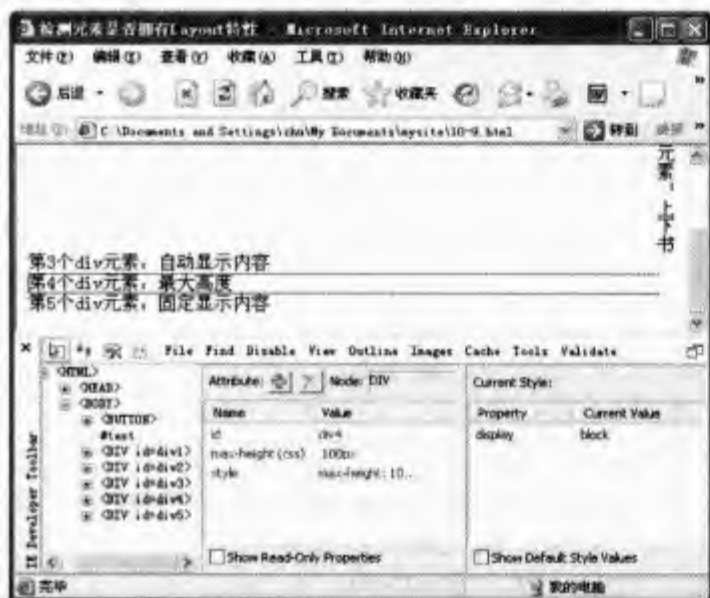 检测元素是否拥有Layout特性 Microsoft Internet Explorer
文件(F) 编辑(E) 查看(V) 收藏(A) 工具(T) 帮助(H)
后退 搜索 收藏夹
C:\Documents and Settings\chn\My Documents\mysite\10-9.html 转到
元素,上下书
第3个div元素,自动显示内容
第4个div元素,最大高度
第5个div元素,固定显示内容
File Find Disable View Outline Images Cache Tools Validate
IE Developer Toolbar
<HTML>
<HEAD>
<BODY>
<BUTTON>
#text
<DIV id=div1>
<DIV id=div2>
<DIV id=div3>
<DIV id=div4>
<DIV id=div5>
Attribute: Node: DIV
Name Value
id div4
max-height (css) 100px
style max-height: 10...
Show Read-Only Properties
Current Style:
Property Current Value
display block
Show Default Style Values
完毕 我的电脑